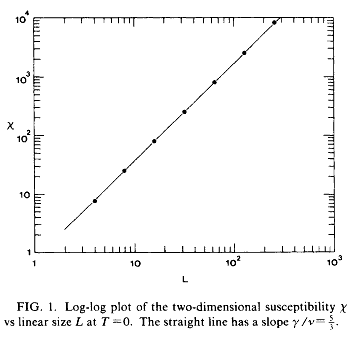 10⁴
10³
χ
10²
10
1
1 10 10² 10³
L
FIG. 1. Log-log plot of the two-dimensional susceptibility χ
vs linear size L at T=0. The straight line has a slope γ/ν=5/3.